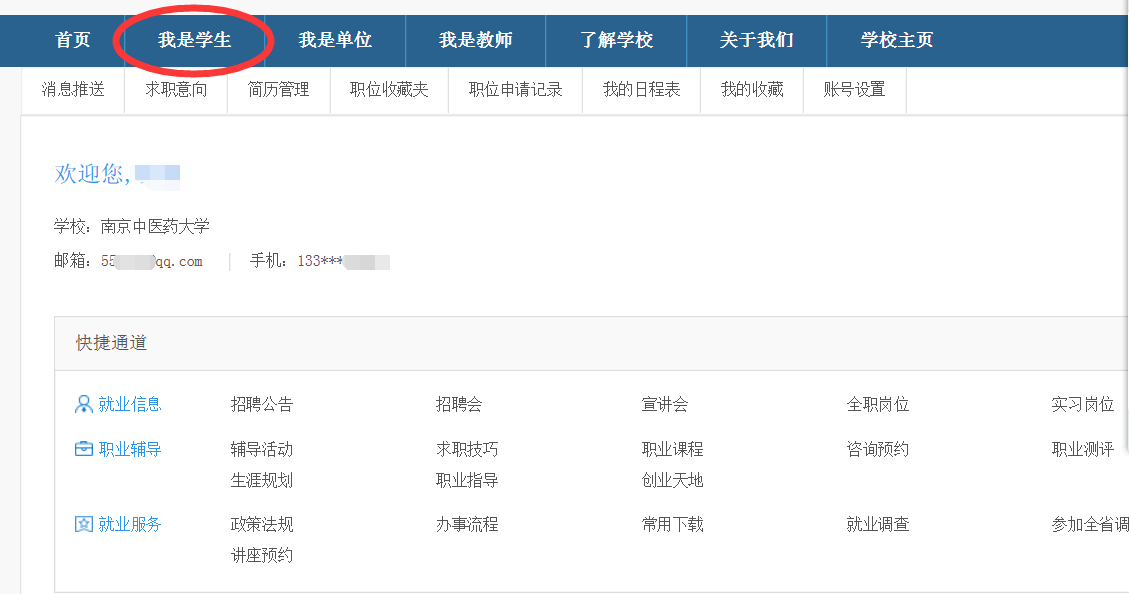 首页 我是学生 我是单位 我是教师 了解学校 关于我们 学校主页
消息推送 求职意向 简历管理 职位收藏夹 职位申请记录 我的日程表 我的收藏 账号设置
欢迎您,
学校：南京中医药大学
邮箱：55 @qq.com 手机：133***
快捷通道
就业信息 招聘公告 招聘会 宣讲会 全职岗位 实习岗位
职业辅导 辅导活动 求职技巧 职业课程 咨询预约 职业测评
生涯规划 职业指导 创业天地
就业服务 政策法规 办事流程 常用下载 就业调查 参加全省调
讲座预约